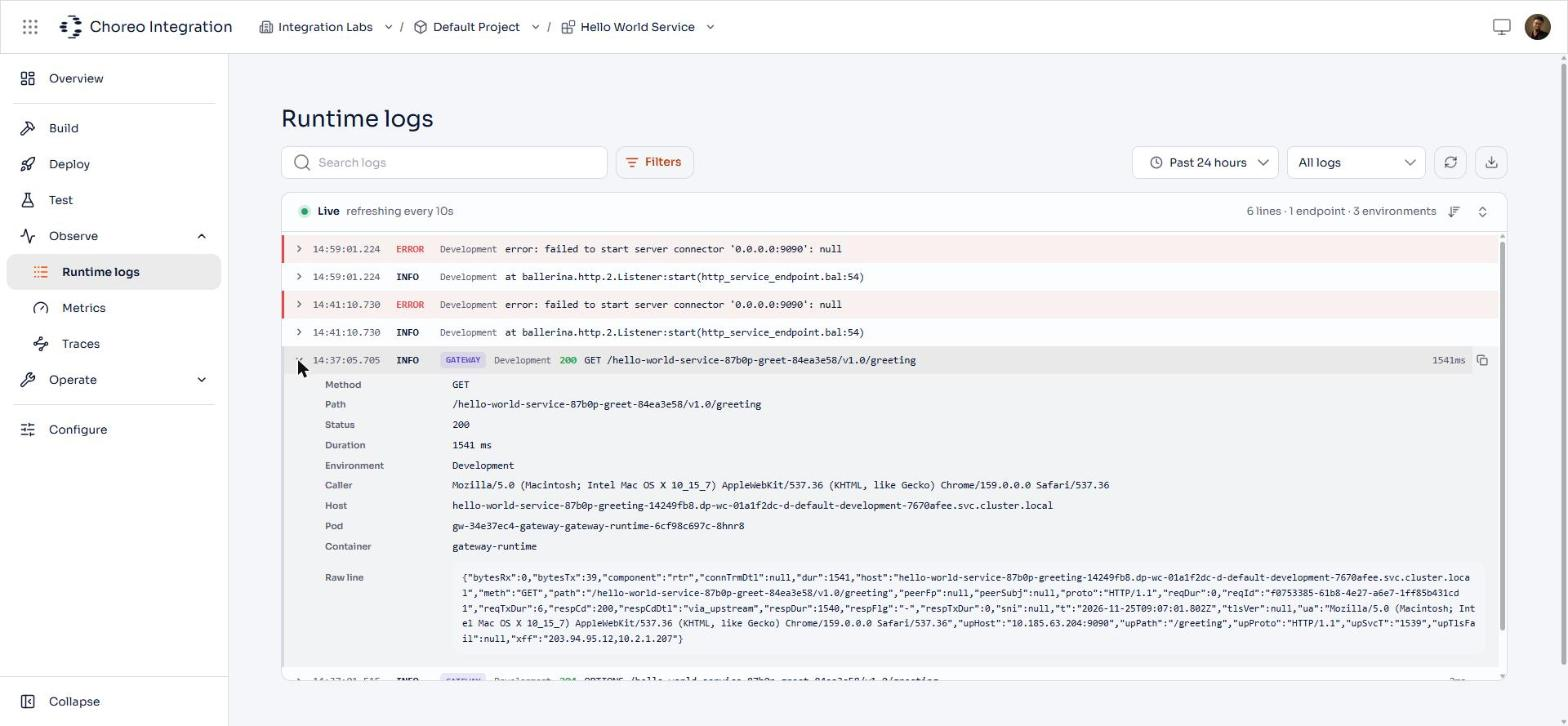 Choreo Integration
Integration Labs / Default Project / Hello World Service
Overview
Build
Deploy
Test
Observe
Runtime logs
Metrics
Traces
Operate
Configure
Collapse
Runtime logs
Search logs
Filters
Past 24 hours
All logs
Live refreshing every 10s
6 lines · 1 endpoint · 3 environments
14:59:01.224 ERROR Development error: failed to start server connector '0.0.0.0:9090': null
14:59:01.224 INFO Development at ballerina.http.2.Listener:start(http_service_endpoint.bal:54)
14:41:10.730 ERROR Development error: failed to start server connector '0.0.0.0:9090': null
14:41:10.730 INFO Development at ballerina.http.2.Listener:start(http_service_endpoint.bal:54)
14:37:05.705 INFO GATEWAY Development 200 GET /hello-world-service-87b0p-greet-84ea3e58/v1.0/greeting 1541ms
Method GET
Path /hello-world-service-87b0p-greet-84ea3e58/v1.0/greeting
Status 200
Duration 1541 ms
Environment Development
Caller Mozilla/5.0 (Macintosh; Intel Mac OS X 10_15_7) AppleWebKit/537.36 (KHTML, like Gecko) Chrome/159.0.0.0 Safari/537.36
Host hello-world-service-87b0p-greeting-14249fb8.dp-wc-01a1f2dc-d-default-development-7670afee.svc.cluster.local
Pod gw-34e37ec4-gateway-gateway-runtime-6cf98c697c-8hnr8
Container gateway-runtime
Raw line {"bytesRx":0,"bytesTx":39,"component":"rtr","connTrmDtl":null,"dur":1541,"host":"hello-world-service-87b0p-greeting-14249fb8.dp-wc-01a1f2dc-d-default-development-7670afee.svc.cluster.loca
l","meth":"GET","path":"/hello-world-service-87b0p-greet-84ea3e58/v1.0/greeting","peerFp":null,"peerSubj":null,"proto":"HTTP/1.1","reqDur":0,"reqId":"f0753385-61b8-4e27-a6e7-1ff85b431cd
1","reqTxDur":6,"respCd":200,"respCdDtl":"via_upstream","respDur":1540,"respFlg":"-","respTxDur":0,"sni":null,"t":"2026-11-25T09:07:01.802Z","tlsVer":null,"ua":"Mozilla/5.0 (Macintosh; Int
el Mac OS X 10_15_7) AppleWebKit/537.36 (KHTML, like Gecko) Chrome/159.0.0.0 Safari/537.36","upHost":"10.185.63.204:9090","upPath":"/greeting","upProto":"HTTP/1.1","upSvcT":"1539","upTlsFa
il":null,"xff":"203.94.95.12,10.2.1.207"}
INFO GATEWAY Development OPTIONS /hello-world-service-87b0p-greet-84ea3e58/v1.0/greeting